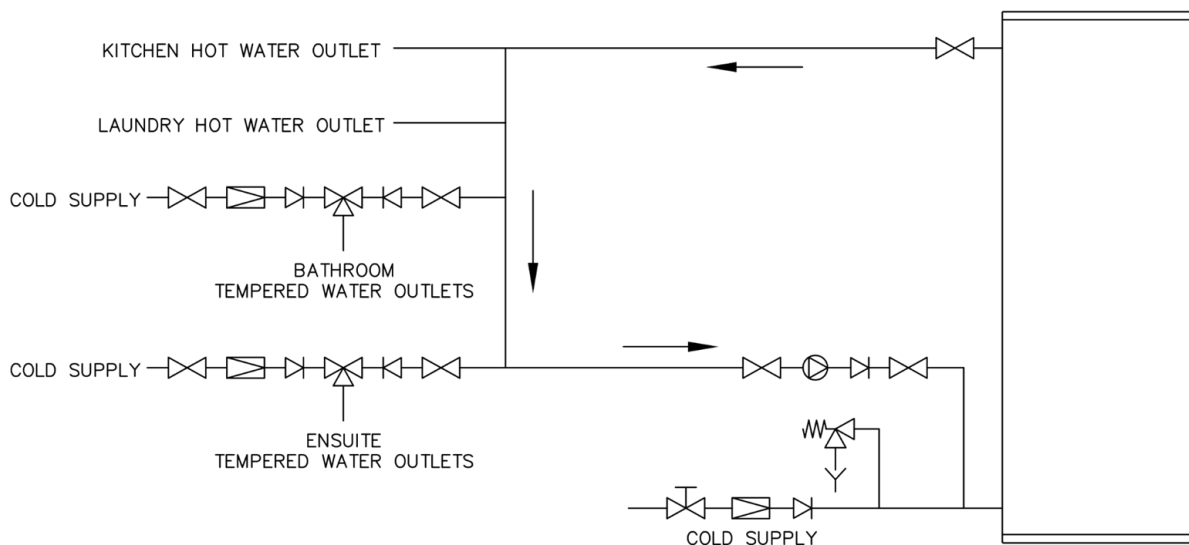 KITCHEN HOT WATER OUTLET
LAUNDRY HOT WATER OUTLET
COLD SUPPLY
BATHROOM
TEMPERED WATER OUTLETS
COLD SUPPLY
ENSUITE
TEMPERED WATER OUTLETS
COLD SUPPLY